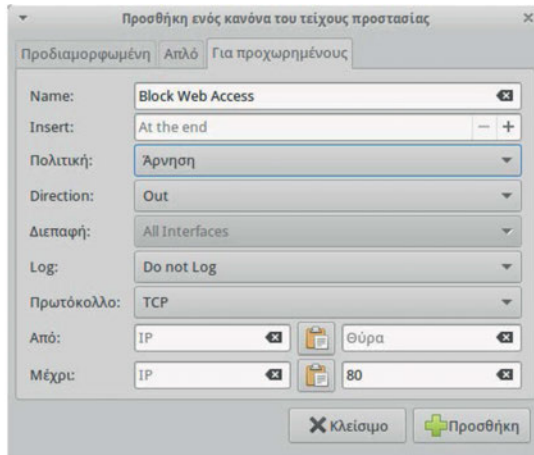 Προσθήκη ενός κανόνα του τείχους προστασίας
Προδιαμορφωμένη Απλό Για προχωρημένους
Name: Block Web Access
Insert: At the end
Πολιτική: Άρνηση
Direction: Out
Διεπαφή: All Interfaces
Log: Do not Log
Πρωτόκολλο: TCP
Από: IP Θύρα
Μέχρι: IP 80
Κλείσιμο Προσθήκη